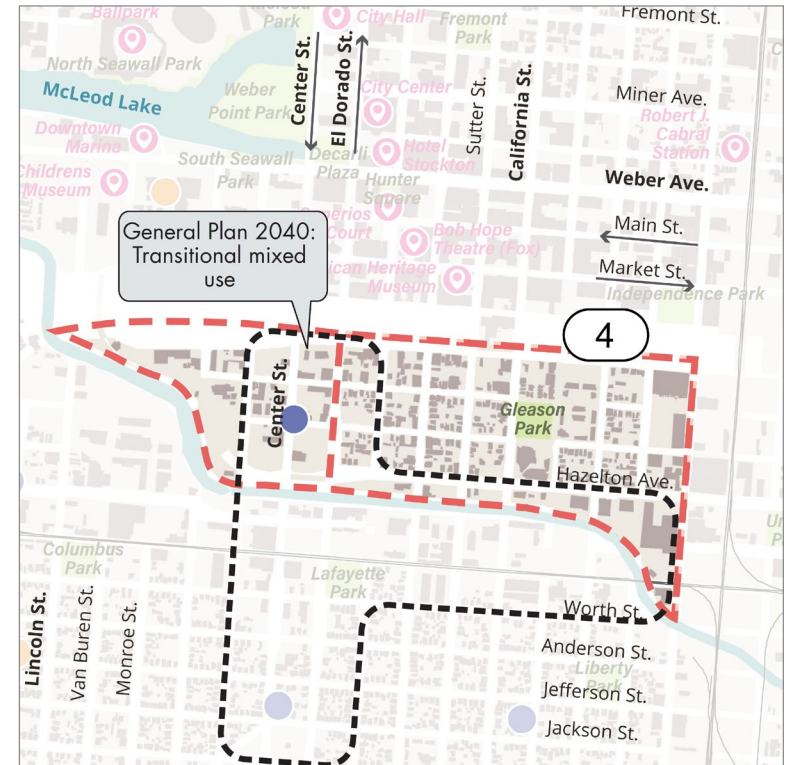 Ballpark
McLeod
Park
City Hall
Fremont
Park
Fremont St.
North Seawall Park
Center St.
El Dorado St.
McLeod Lake
Weber
Point Park
City Center
Sutter St.
California St.
Miner Ave.
Robert J.
Cabral
Station
Downtown
Marina
South Seawall
Park
Decarli
Plaza
Hotel
Stockton
Hunter
Square
Childrens
Museum
Weber Ave.
General Plan 2040:
Transitional mixed
use
Court
Bob Hope
Theatre (Fox)
Main St.
Heritage
Museum
Market St.
Independence Park
4
Center St.
Gleason
Park
Hazelton Ave.
Columbus
Park
Lafayette
Park
Lincoln St.
Van Buren St.
Monroe St.
Worth St.
Anderson St.
Liberty
Park
Jefferson St.
Jackson St.